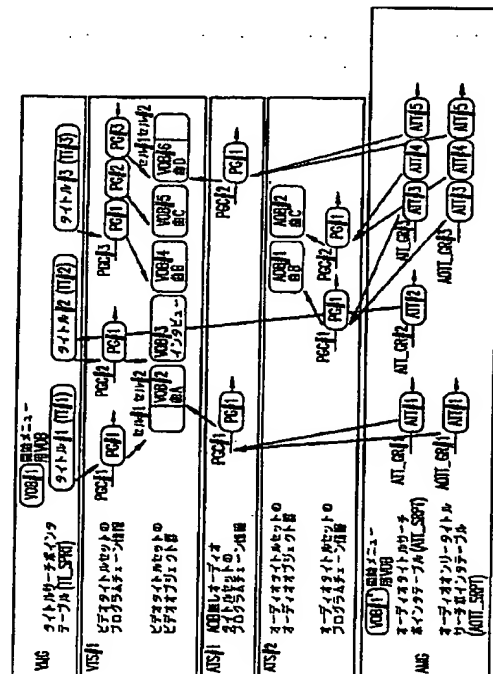 VMG
VOB#1 開始メニュー
用VOB
タイトルサーチポインタ
テーブル(TT_SPRT)
タイトル#1 (TT#1)
タイトル#2 (TT#2)
タイトル#3 (TT#3)
VTS#1
ビデオタイトルセットの
プログラムチェーン情報
PGC#1
PG#1
PGC#2
PG#1
PGC#3
PG#1
PG#2
PG#3
ビデオタイトルセットの
ビデオオブジェクト群
セル#1
セル#2
VOB#2
曲A
VOB#3
インタビュー
VOB#4
曲B
VOB#5
曲C
セル#1
セル#2
VOB#6
曲D
ATS#1
AOB無しオーディオ
タイトルセットの
プログラムチェーン情報
PGC#1
PG#1
PGC#2
PG#1
ATS#2
オーディオタイトルセットの
オーディオオブジェクト群
AOB#1
曲B
AOB#2
曲C
オーディオタイトルセットの
プログラムチェーン情報
PGC#1
PG#1
PGC#2
PG#1
AMG
VOB#1 開始メニュー
用VOB
オーディオタイトルサーチ
ポインタテーブル(ATT_SRPT)
ATT_GR#1
ATT#1
ATT_GR#2
ATT#2
ATT_GR#3
ATT#3
ATT#4
ATT#5
オーディオオンリータイトル
サーチポインタテーブル
(AOTT_SRPT)
AOTT_GR#1
ATT#1
AOTT_GR#3
ATT#3
ATT#4
ATT#5